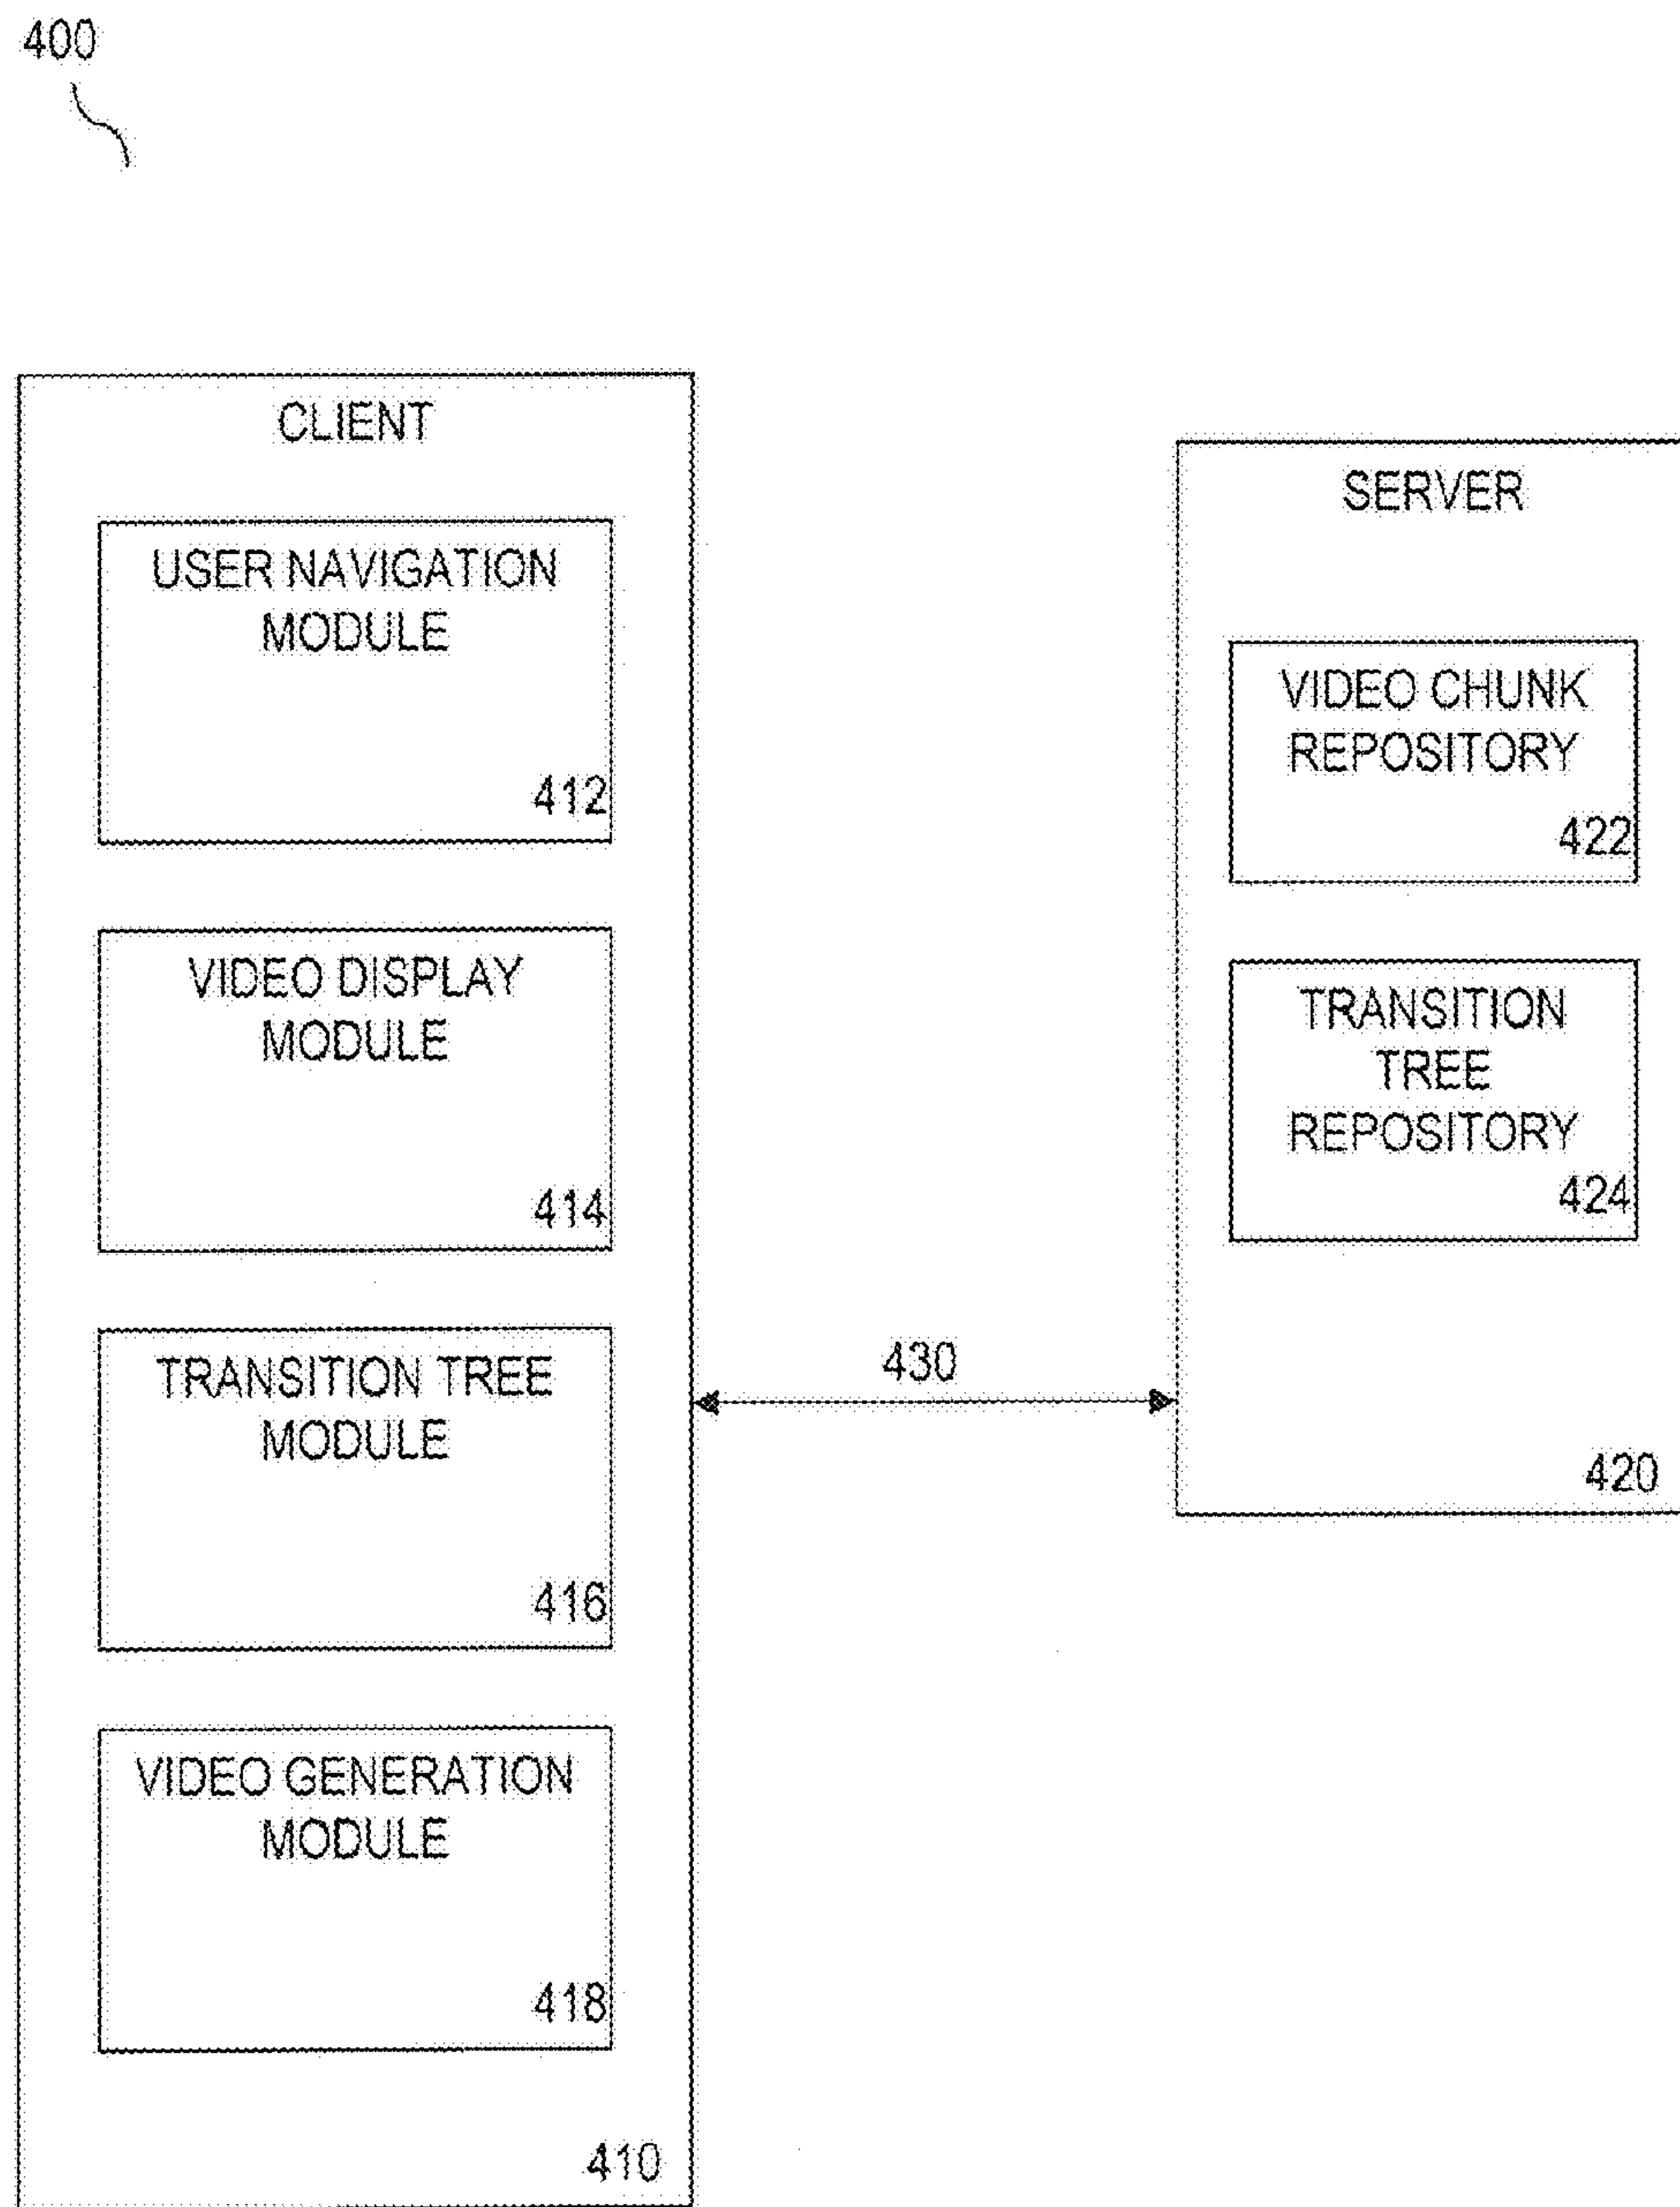 400
CLIENT
USER NAVIGATION
MODULE
412
VIDEO DISPLAY
MODULE
414
TRANSITION TREE
MODULE
416
VIDEO GENERATION
MODULE
418
410
430
SERVER
VIDEO CHUNK
REPOSITORY
422
TRANSITION
TREE
REPOSITORY
424
420